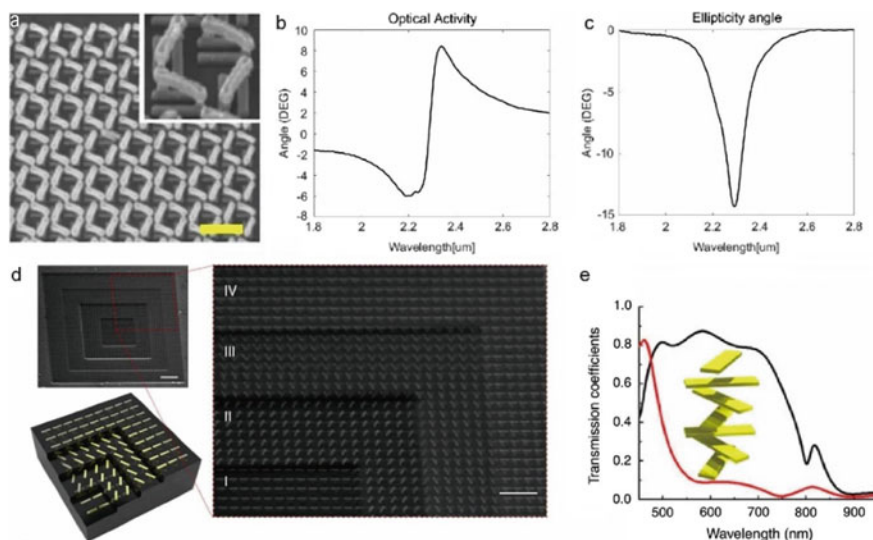 a
b
Optical Activity
Angle (DEG)
10
8
6
4
2
0
-2
-4
-6
-8
1.8 2 2.2 2.4 2.6 2.8
Wavelength[um]
c
Ellipticity angle
Angle (DEG)
0
-5
-10
-15
1.8 2 2.2 2.4 2.6 2.8
Wavelength[um]
d
IV
III
II
I
e
Transmission coefficients
1.0
0.8
0.6
0.4
0.2
0.0
500 600 700 800 900
Wavelength (nm)